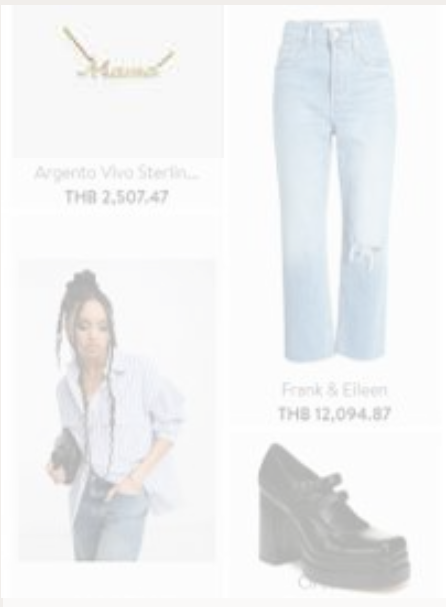 Mama
Argento Vivo Sterlin...
THB 2,507.47
Frank & Eileen
THB 12,094.87